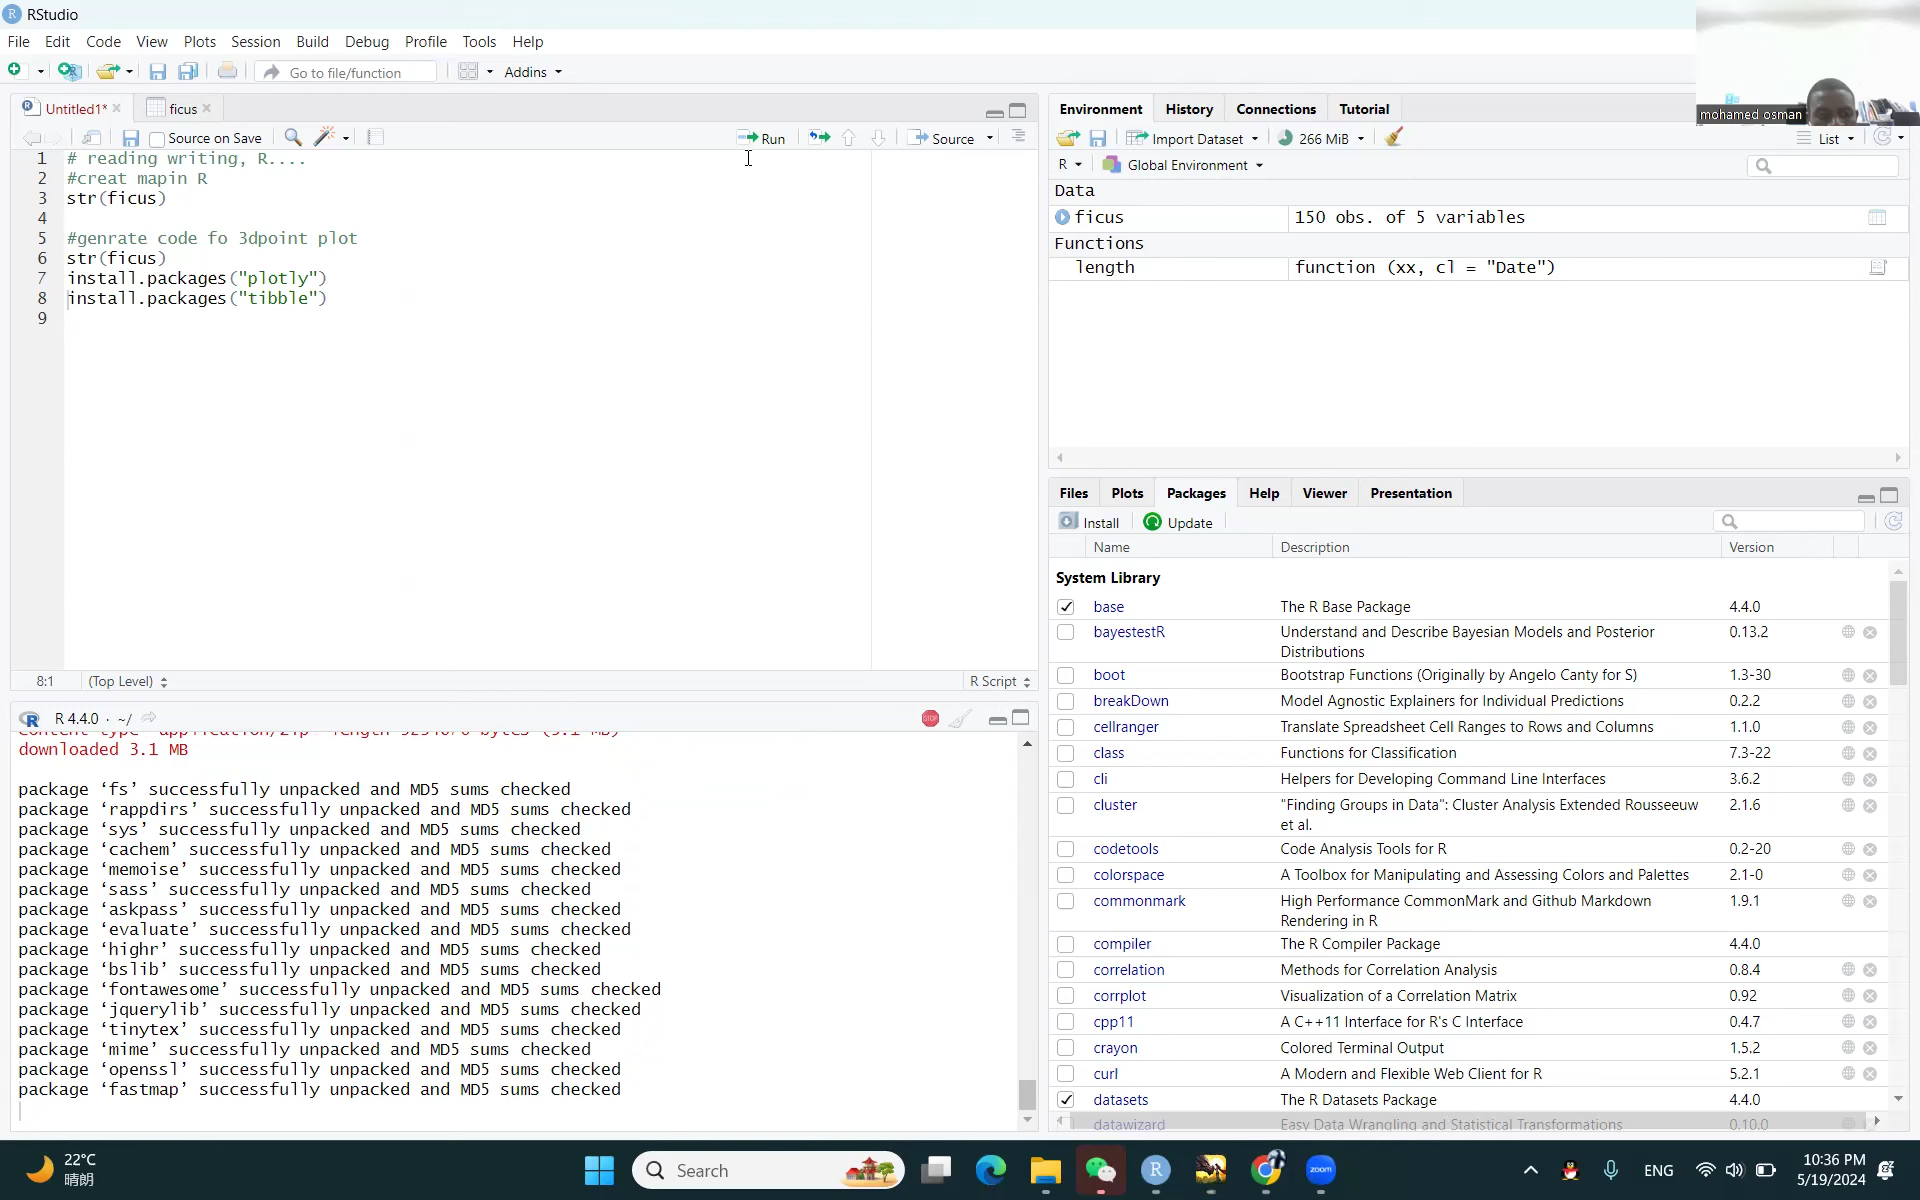 RStudio
File Edit Code View Plots Session Build Debug Profile Tools Help
Go to file/function Addins
Untitled1* ficus
Source on Save Run Source
1 # reading writing, R....
2 #creat mapin R
3 str(ficus)
4
5 #genrate code fo 3dpoint plot
6 str(ficus)
7 install.packages("plotly")
8 install.packages("tibble")
9
8:1 (Top Level) R Script
R 4.4.0 · ~/
downloaded 3.1 MB
package ‘fs’ successfully unpacked and MD5 sums checked
package ‘rappdirs’ successfully unpacked and MD5 sums checked
package ‘sys’ successfully unpacked and MD5 sums checked
package ‘cachem’ successfully unpacked and MD5 sums checked
package ‘memoise’ successfully unpacked and MD5 sums checked
package ‘sass’ successfully unpacked and MD5 sums checked
package ‘askpass’ successfully unpacked and MD5 sums checked
package ‘evaluate’ successfully unpacked and MD5 sums checked
package ‘highr’ successfully unpacked and MD5 sums checked
package ‘bslib’ successfully unpacked and MD5 sums checked
package ‘fontawesome’ successfully unpacked and MD5 sums checked
package ‘jquerylib’ successfully unpacked and MD5 sums checked
package ‘tinytex’ successfully unpacked and MD5 sums checked
package ‘mime’ successfully unpacked and MD5 sums checked
package ‘openssl’ successfully unpacked and MD5 sums checked
package ‘fastmap’ successfully unpacked and MD5 sums checked
Environment History Connections Tutorial
mohamed osman
Import Dataset 266 MiB List
R Global Environment
Data
ficus 150 obs. of 5 variables
Functions
length function (xx, cl = "Date")
Files Plots Packages Help Viewer Presentation
Install Update
Name Description Version
System Library
base The R Base Package 4.4.0
bayestestR Understand and Describe Bayesian Models and Posterior 0.13.2
Distributions
boot Bootstrap Functions (Originally by Angelo Canty for S) 1.3-30
breakDown Model Agnostic Explainers for Individual Predictions 0.2.2
cellranger Translate Spreadsheet Cell Ranges to Rows and Columns 1.1.0
class Functions for Classification 7.3-22
cli Helpers for Developing Command Line Interfaces 3.6.2
cluster "Finding Groups in Data": Cluster Analysis Extended Rousseeuw 2.1.6
et al.
codetools Code Analysis Tools for R 0.2-20
colorspace A Toolbox for Manipulating and Assessing Colors and Palettes 2.1-0
commonmark High Performance CommonMark and Github Markdown 1.9.1
Rendering in R
compiler The R Compiler Package 4.4.0
correlation Methods for Correlation Analysis 0.8.4
corrplot Visualization of a Correlation Matrix 0.92
cpp11 A C++11 Interface for R's C Interface 0.4.7
crayon Colored Terminal Output 1.5.2
curl A Modern and Flexible Web Client for R 5.2.1
datasets The R Datasets Package 4.4.0
datawizard Easy Data Wrangling and Statistical Transformations 0.10.0
22°C
晴朗
Search
zoom
ENG
10:36 PM
5/19/2024